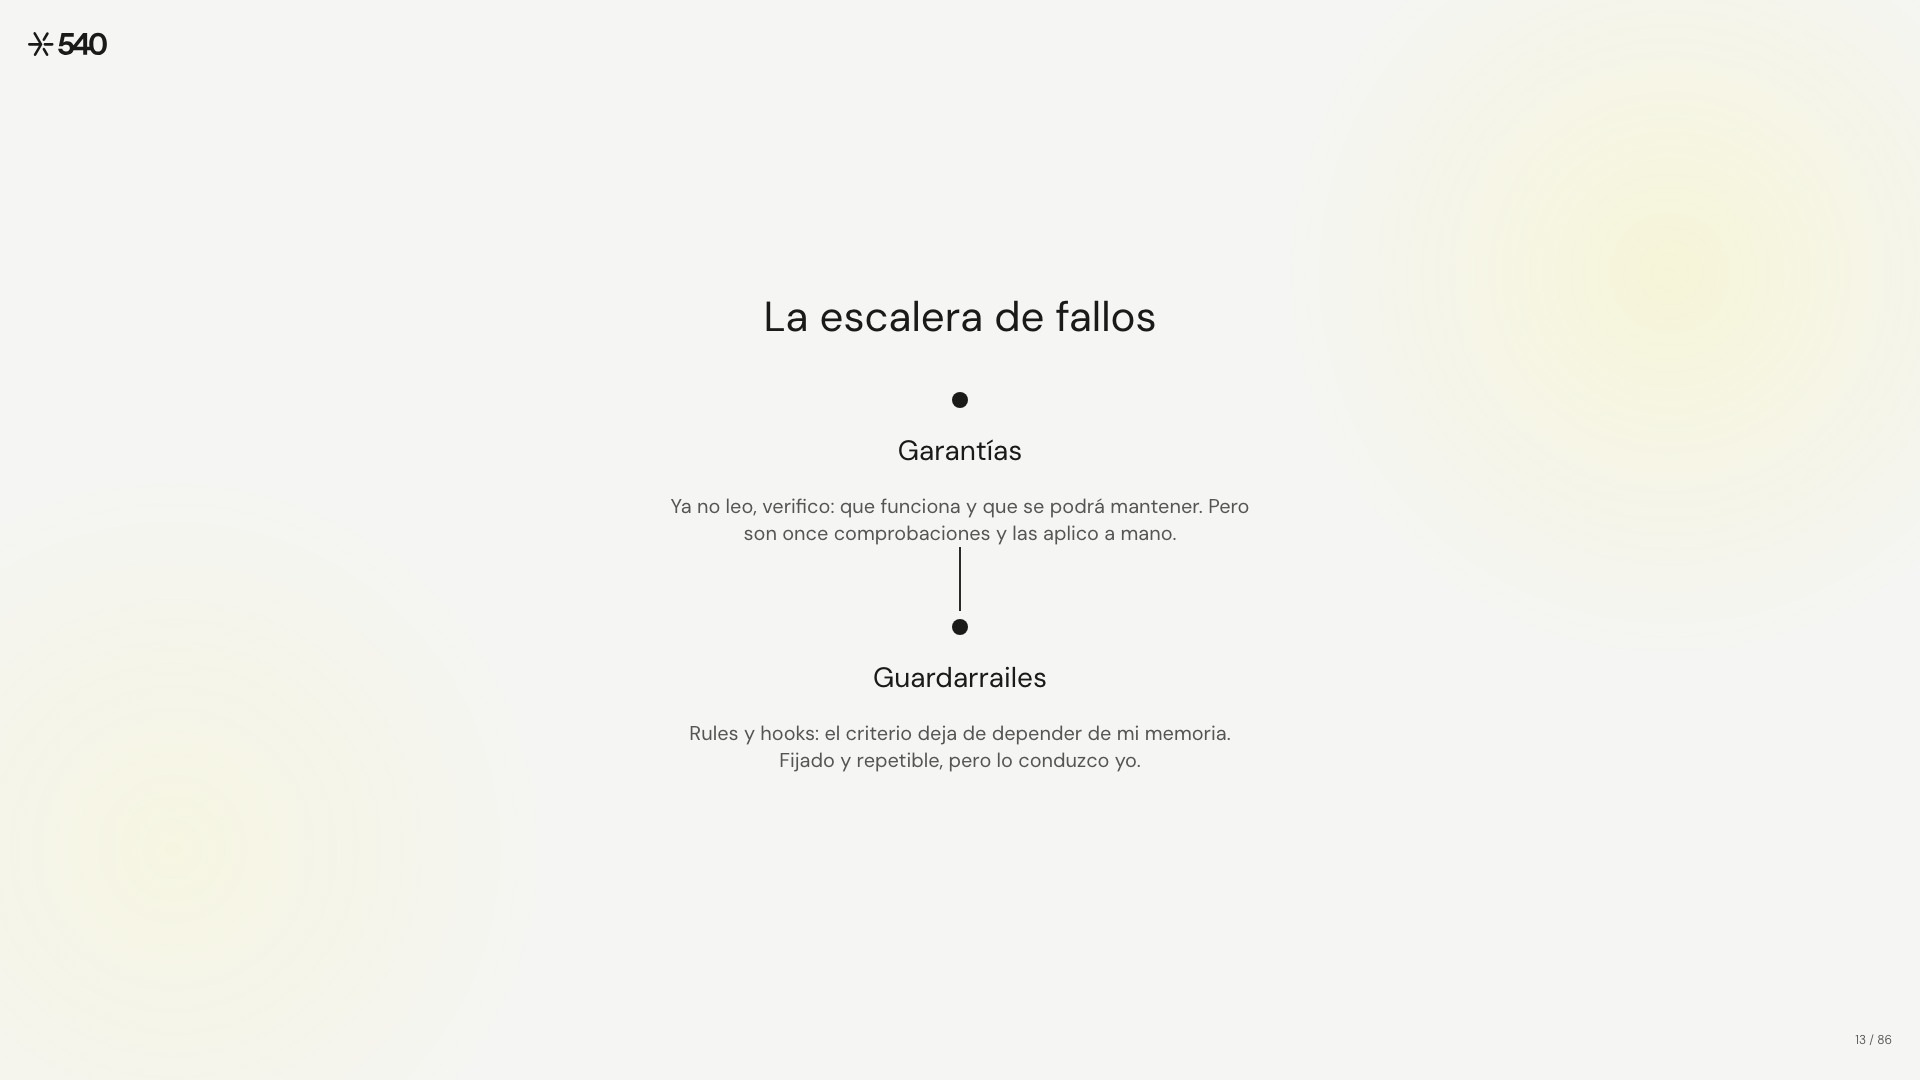 540
La escalera de fallos
Garantías
Ya no leo, verifico: que funciona y que se podrá mantener. Pero
son once comprobaciones y las aplico a mano.
Guardarrailes
Rules y hooks: el criterio deja de depender de mi memoria.
Fijado y repetible, pero lo conduzco yo.
13 / 86